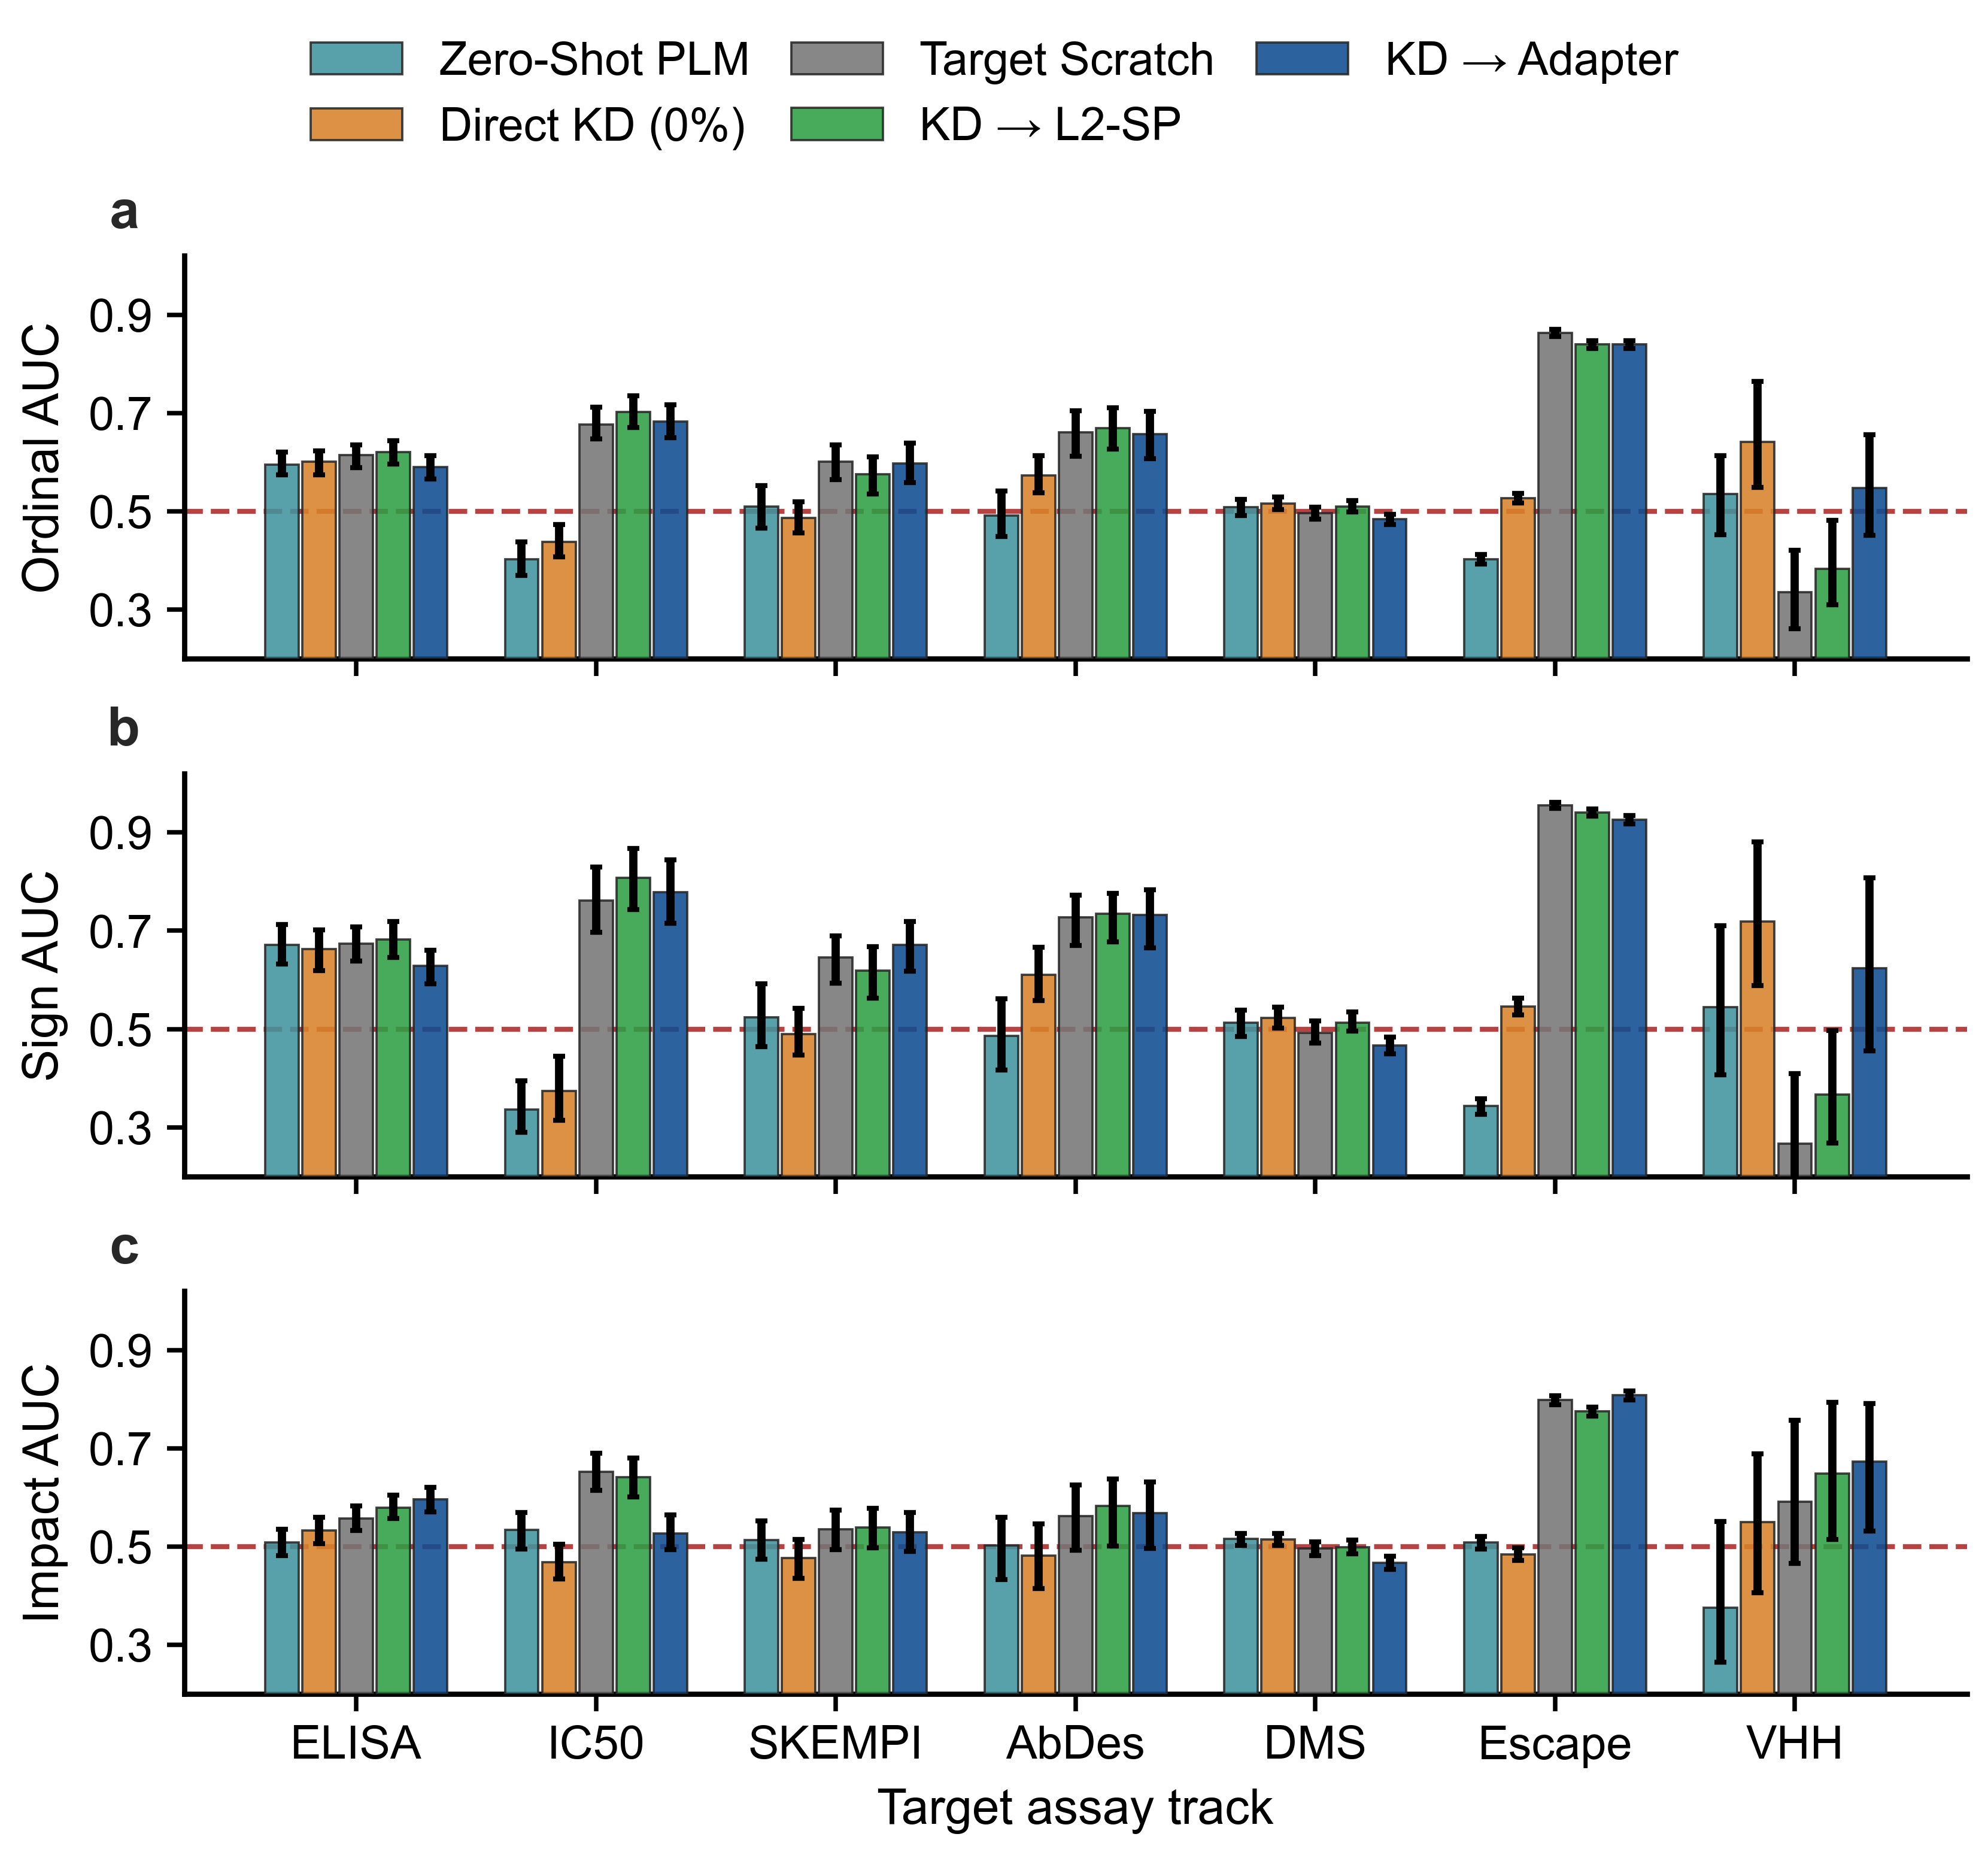 Zero-Shot PLM Target Scratch KD → Adapter
Direct KD (0%) KD → L2-SP
a
Ordinal AUC
0.9
0.7
0.5
0.3
b
Sign AUC
0.9
0.7
0.5
0.3
c
Impact AUC
0.9
0.7
0.5
0.3
ELISA IC50 SKEMPI AbDes DMS Escape VHH
Target assay track